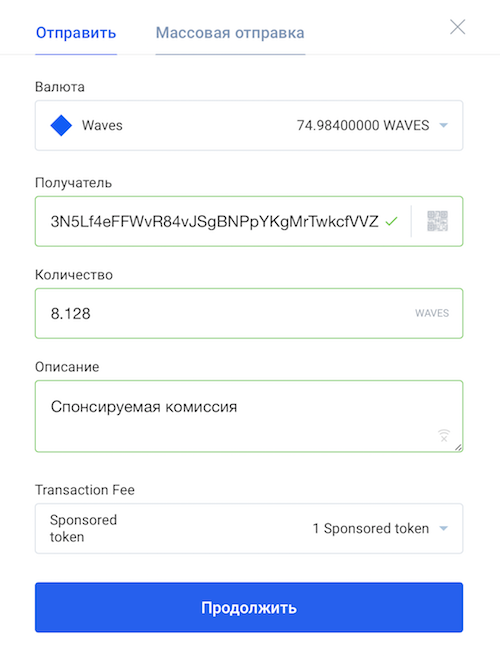 Отправить
Массовая отправка
Валюта
Waves
74.98400000 WAVES
Получатель
3N5Lf4eFFWvR84vJSgBNPpYKgMrTwkcfVVZ
Количество
8.128
WAVES
Описание
Спонсируемая комиссия
Transaction Fee
Sponsored
token
1 Sponsored token
Продолжить